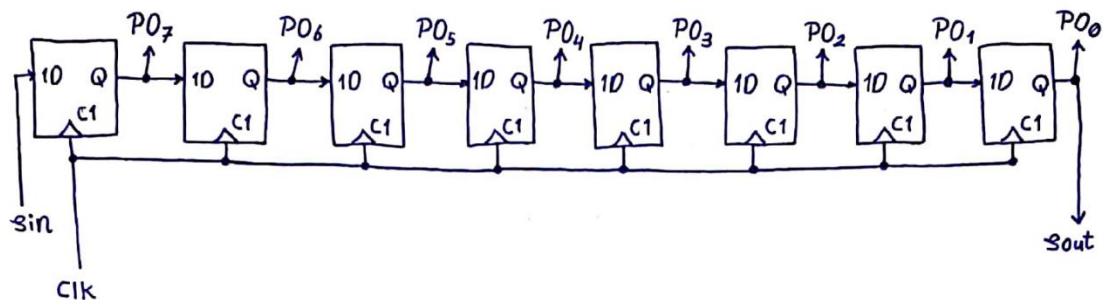 PO7 PO6 PO5 PO4 PO3 PO2 PO1 PO0
1D Q 1D Q 1D Q 1D Q 1D Q 1D Q 1D Q 1D Q
C1 C1 C1 C1 C1 C1 C1 C1
Sin
Sout
Clk